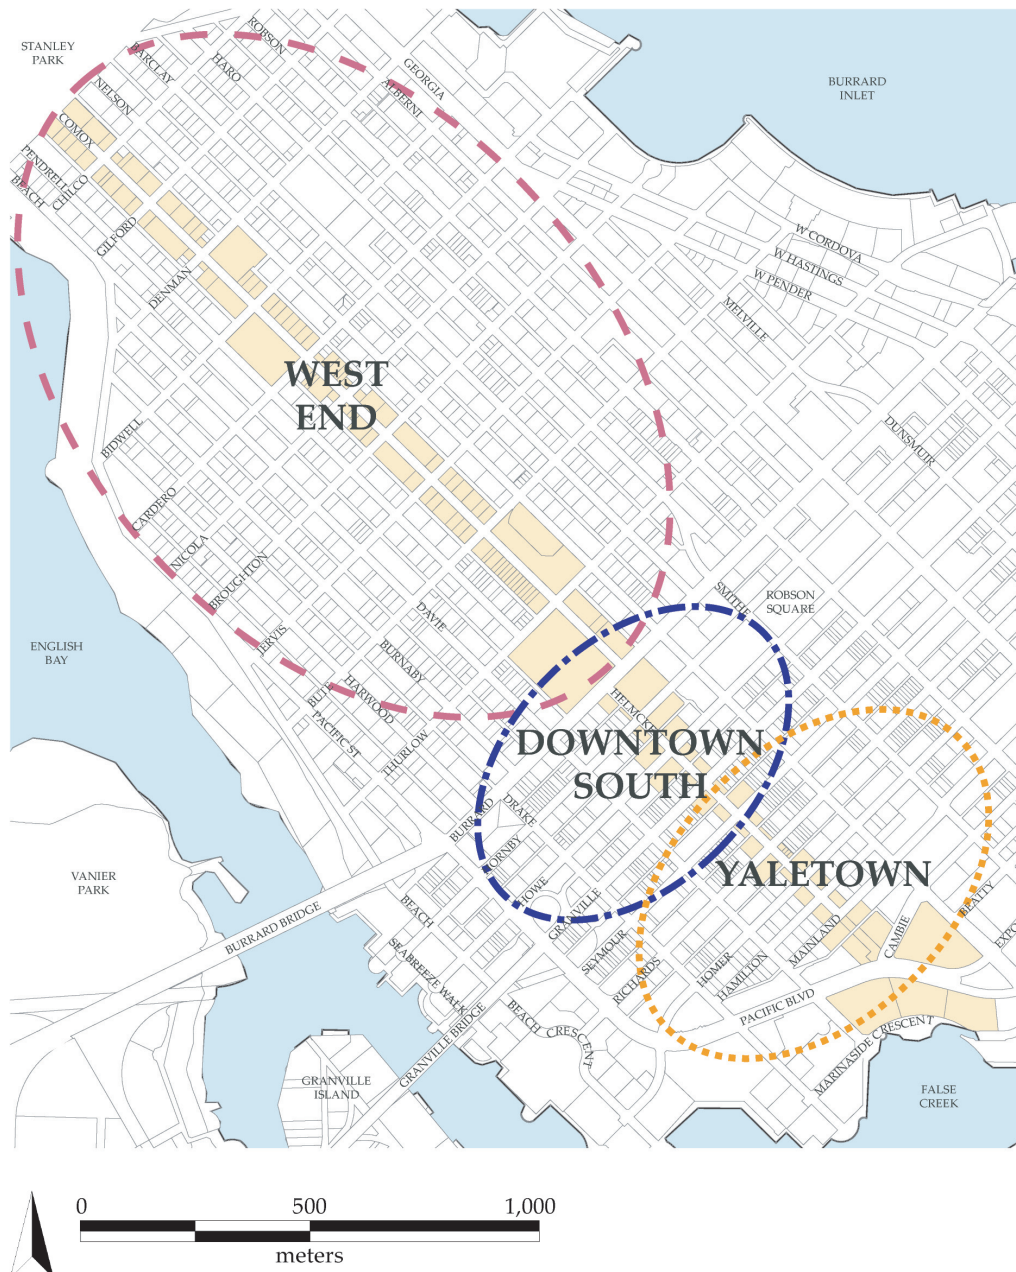 STANLEY
PARK
ROBSON
BARCLAY
HARO
NELSON
GEORGIA
ALBERNI
BURRARD
INLET
COMOX
PENDRELL
BEACH
CHILCO
GILFORD
DENMAN
W CORDOVA
W HASTINGS
W PENDER
MELVILLE
WEST
END
DUNSMUIR
BIDWELL
CARDERO
NICOLA
BROUGHTON
JERVIS
BUTE
PACIFIC ST
HARWOOD
THURLOW
DAVIE
BURNABY
SMITHE
ROBSON
SQUARE
ENGLISH
BAY
HELMCKEN
DOWNTOWN
SOUTH
BURRARD
DRAKE
HORNBY
HOWE
GRANVILLE
SEYMOUR
RICHARDS
YALETOWN
HOMER
HAMILTON
MAINLAND
CAMBIE
BEATTY
EXPO
VANIER
PARK
BURRARD BRIDGE
BEACH
SEABREEZE WALK
GRANVILLE BRIDGE
BEACH CRESCENT
PACIFIC BLVD
MARINASIDE CRESCENT
GRANVILLE
ISLAND
FALSE
CREEK
0 500 1,000
meters